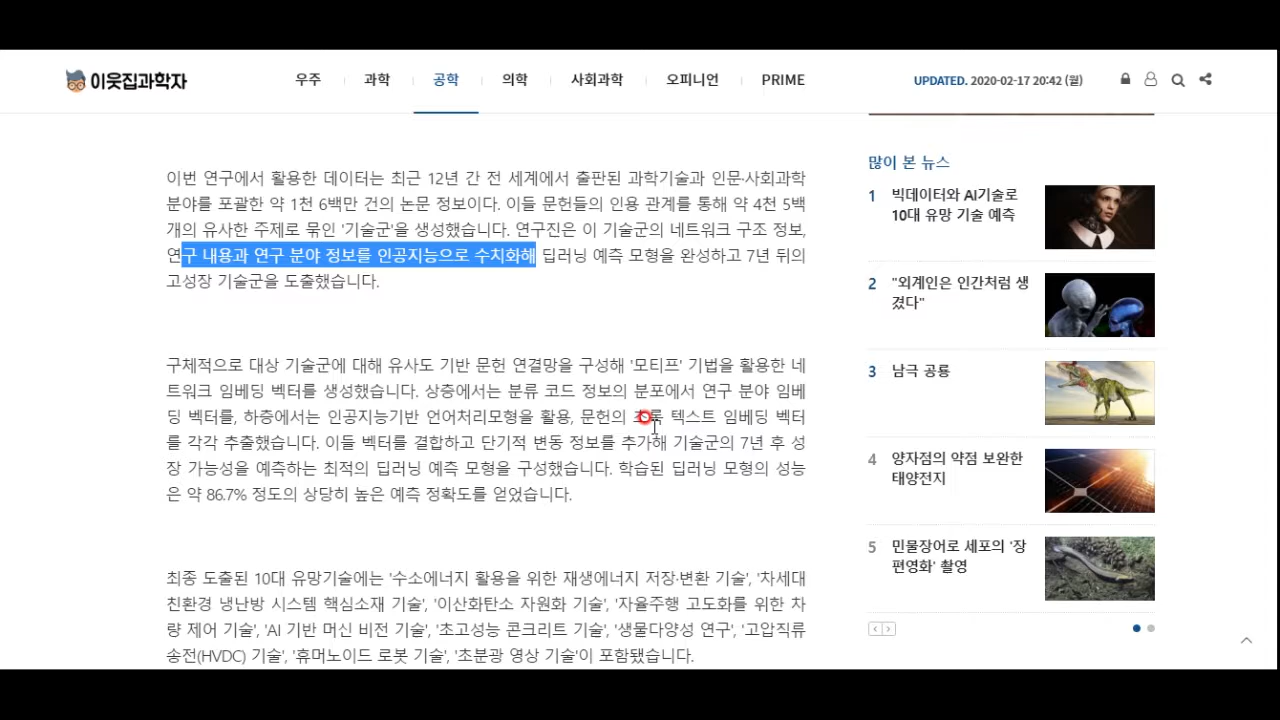 이웃집과학자
우주 과학 공학 의학 사회과학 오피니언 PRIME
UPDATED. 2020-02-17 20:42 (월)
이번 연구에서 활용한 데이터는 최근 12년 간 전 세계에서 출판된 과학기술과 인문·사회과학
분야를 포괄한 약 1천 6백만 건의 논문 정보이다. 이들 문헌들의 인용 관계를 통해 약 4천 5백
개의 유사한 주제로 묶인 '기술군'을 생성했습니다. 연구진은 이 기술군의 네트워크 구조 정보,
연구 내용과 연구 분야 정보를 인공지능으로 수치화해 딥러닝 예측 모형을 완성하고 7년 뒤의
고성장 기술군을 도출했습니다.
구체적으로 대상 기술군에 대해 유사도 기반 문헌 연결망을 구성해 '모티프' 기법을 활용한 네
트워크 임베딩 벡터를 생성했습니다. 상층에서는 분류 코드 정보의 분포에서 연구 분야 임베
딩 벡터를, 하층에서는 인공지능기반 언어처리모형을 활용, 문헌의 초록 텍스트 임베딩 벡터
를 각각 추출했습니다. 이들 벡터를 결합하고 단기적 변동 정보를 추가해 기술군의 7년 후 성
장 가능성을 예측하는 최적의 딥러닝 예측 모형을 구성했습니다. 학습된 딥러닝 모형의 성능
은 약 86.7% 정도의 상당히 높은 예측 정확도를 얻었습니다.
최종 도출된 10대 유망기술에는 '수소에너지 활용을 위한 재생에너지 저장·변환 기술', '차세대
친환경 냉난방 시스템 핵심소재 기술', '이산화탄소 자원화 기술', '자율주행 고도화를 위한 차
량 제어 기술', 'AI 기반 머신 비전 기술', '초고성능 콘크리트 기술', '생물다양성 연구', '고압직류
송전(HVDC) 기술', '휴머노이드 로봇 기술', '초분광 영상 기술'이 포함됐습니다.
많이 본 뉴스
1 빅데이터와 AI기술로
10대 유망 기술 예측
2 "외계인은 인간처럼 생
겼다"
3 남극 공룡
4 양자점의 약점 보완한
태양전지
5 민물장어로 세포의 '장
편영화' 촬영